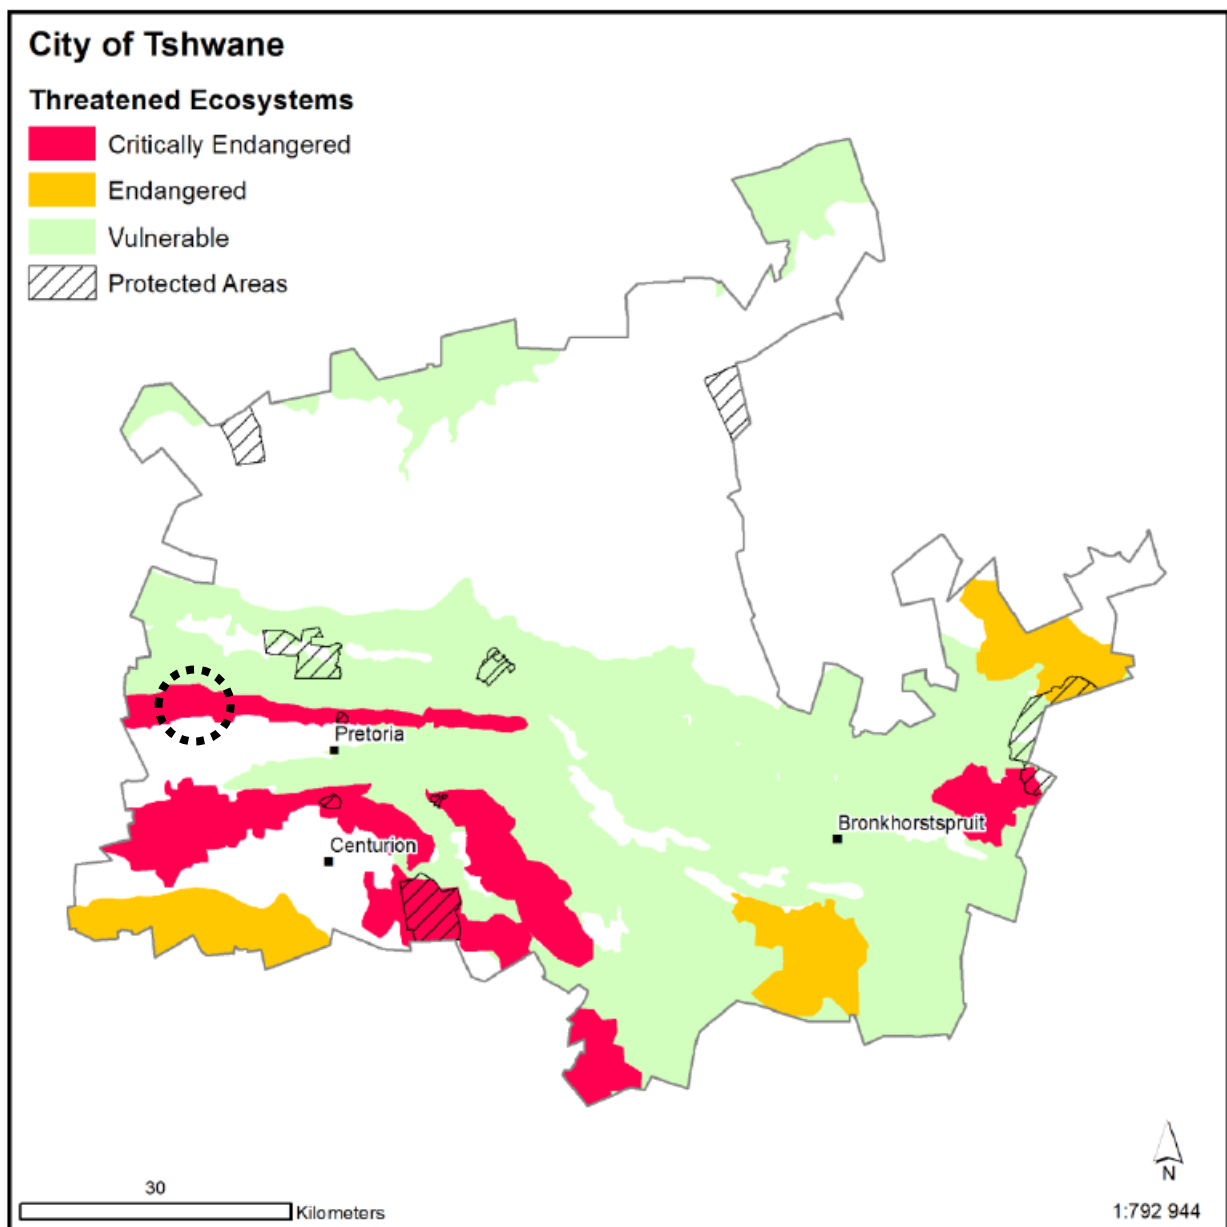 City of Tshwane
Threatened Ecosystems
Critically Endangered
Endangered
Vulnerable
Protected Areas
Pretoria
Bronkhorstspruit
Centurion
N
30
Kilometers
1:792 944